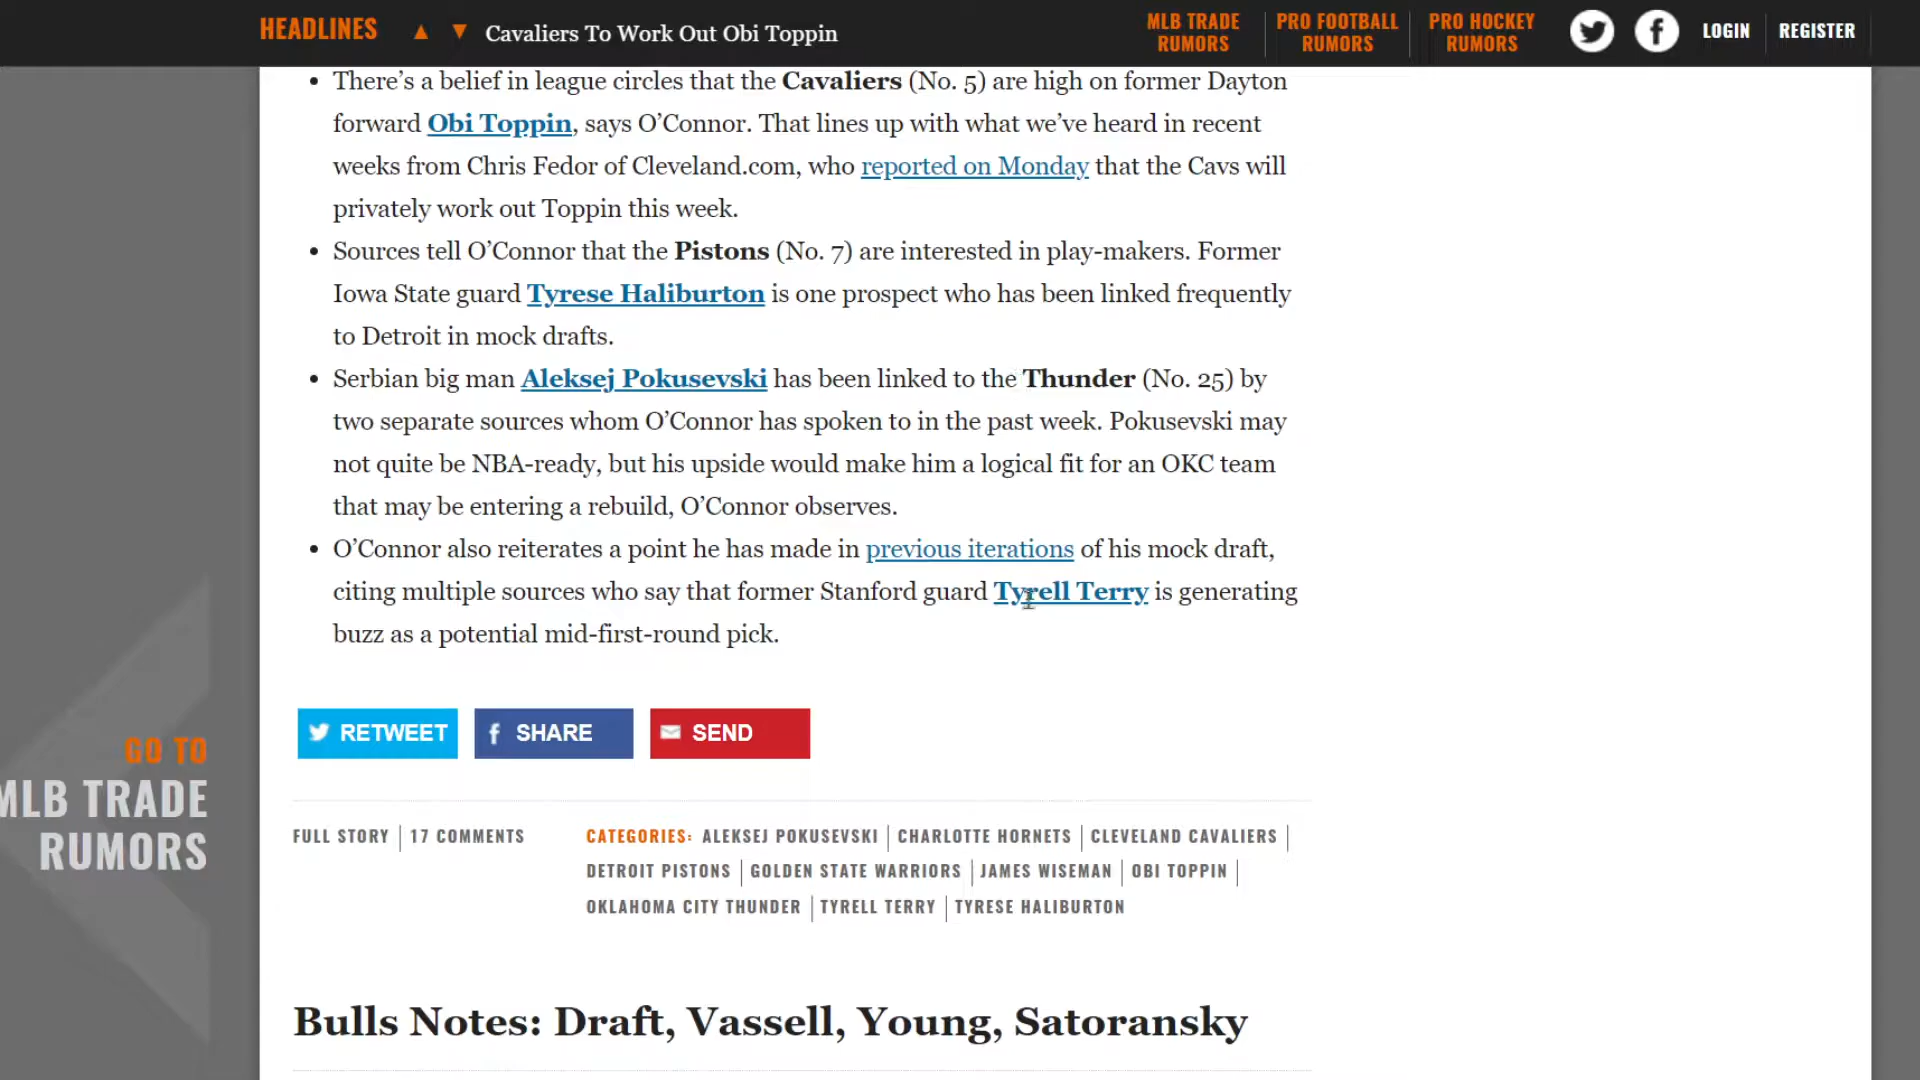 HEADLINES ▲ ▼ Cavaliers To Work Out Obi Toppin
MLB TRADE RUMORS
PRO FOOTBALL RUMORS
PRO HOCKEY RUMORS
LOGIN
REGISTER
• There’s a belief in league circles that the Cavaliers (No. 5) are high on former Dayton
forward Obi Toppin, says O’Connor. That lines up with what we’ve heard in recent
weeks from Chris Fedor of Cleveland.com, who reported on Monday that the Cavs will
privately work out Toppin this week.
• Sources tell O’Connor that the Pistons (No. 7) are interested in play-makers. Former
Iowa State guard Tyrese Haliburton is one prospect who has been linked frequently
to Detroit in mock drafts.
• Serbian big man Aleksej Pokusevski has been linked to the Thunder (No. 25) by
two separate sources whom O’Connor has spoken to in the past week. Pokusevski may
not quite be NBA-ready, but his upside would make him a logical fit for an OKC team
that may be entering a rebuild, O’Connor observes.
• O’Connor also reiterates a point he has made in previous iterations of his mock draft,
citing multiple sources who say that former Stanford guard Tyrell Terry is generating
buzz as a potential mid-first-round pick.
RETWEET
SHARE
SEND
GO TO
MLB TRADE
RUMORS
FULL STORY | 17 COMMENTS
CATEGORIES: ALEKSEJ POKUSEVSKI | CHARLOTTE HORNETS | CLEVELAND CAVALIERS |
DETROIT PISTONS | GOLDEN STATE WARRIORS | JAMES WISEMAN | OBI TOPPIN |
OKLAHOMA CITY THUNDER | TYRELL TERRY | TYRESE HALIBURTON
Bulls Notes: Draft, Vassell, Young, Satoransky